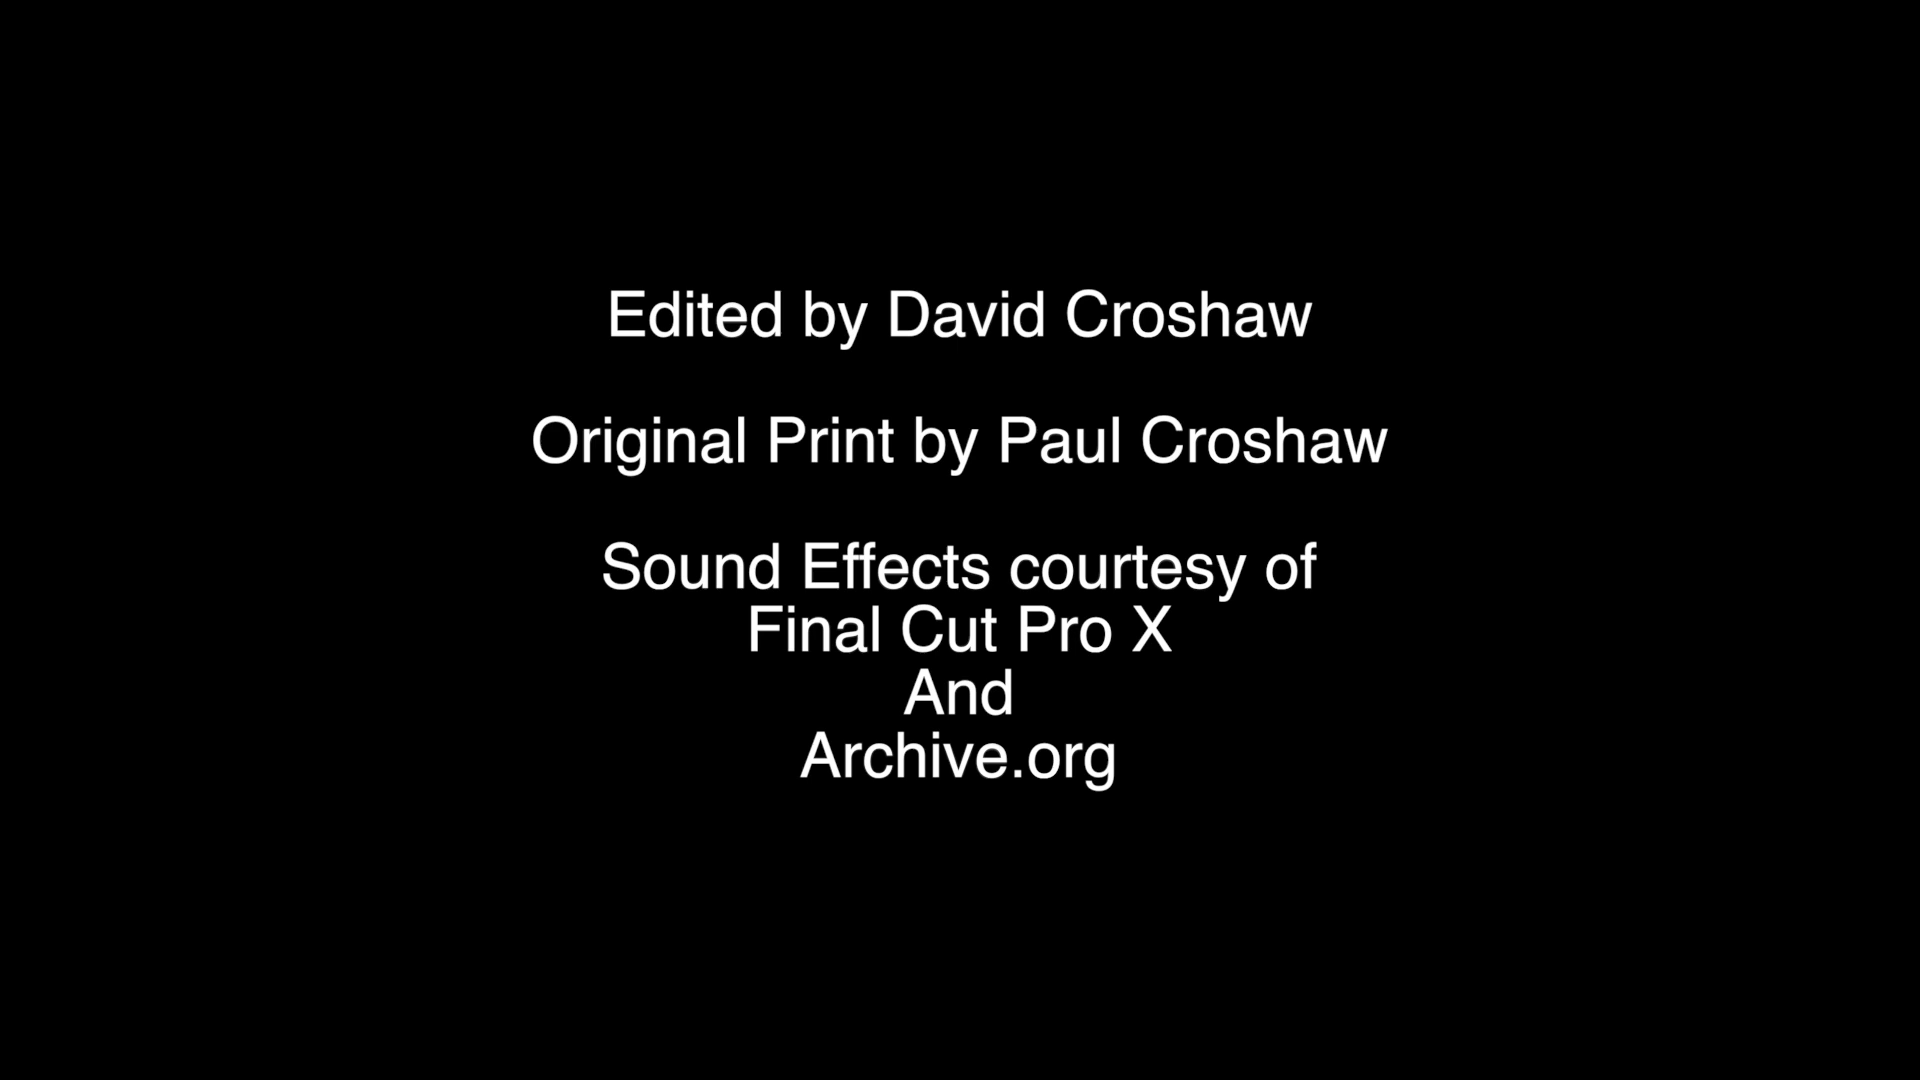 Edited by David Croshaw
Original Print by Paul Croshaw
Sound Effects courtesy of
Final Cut Pro X
And
Archive.org